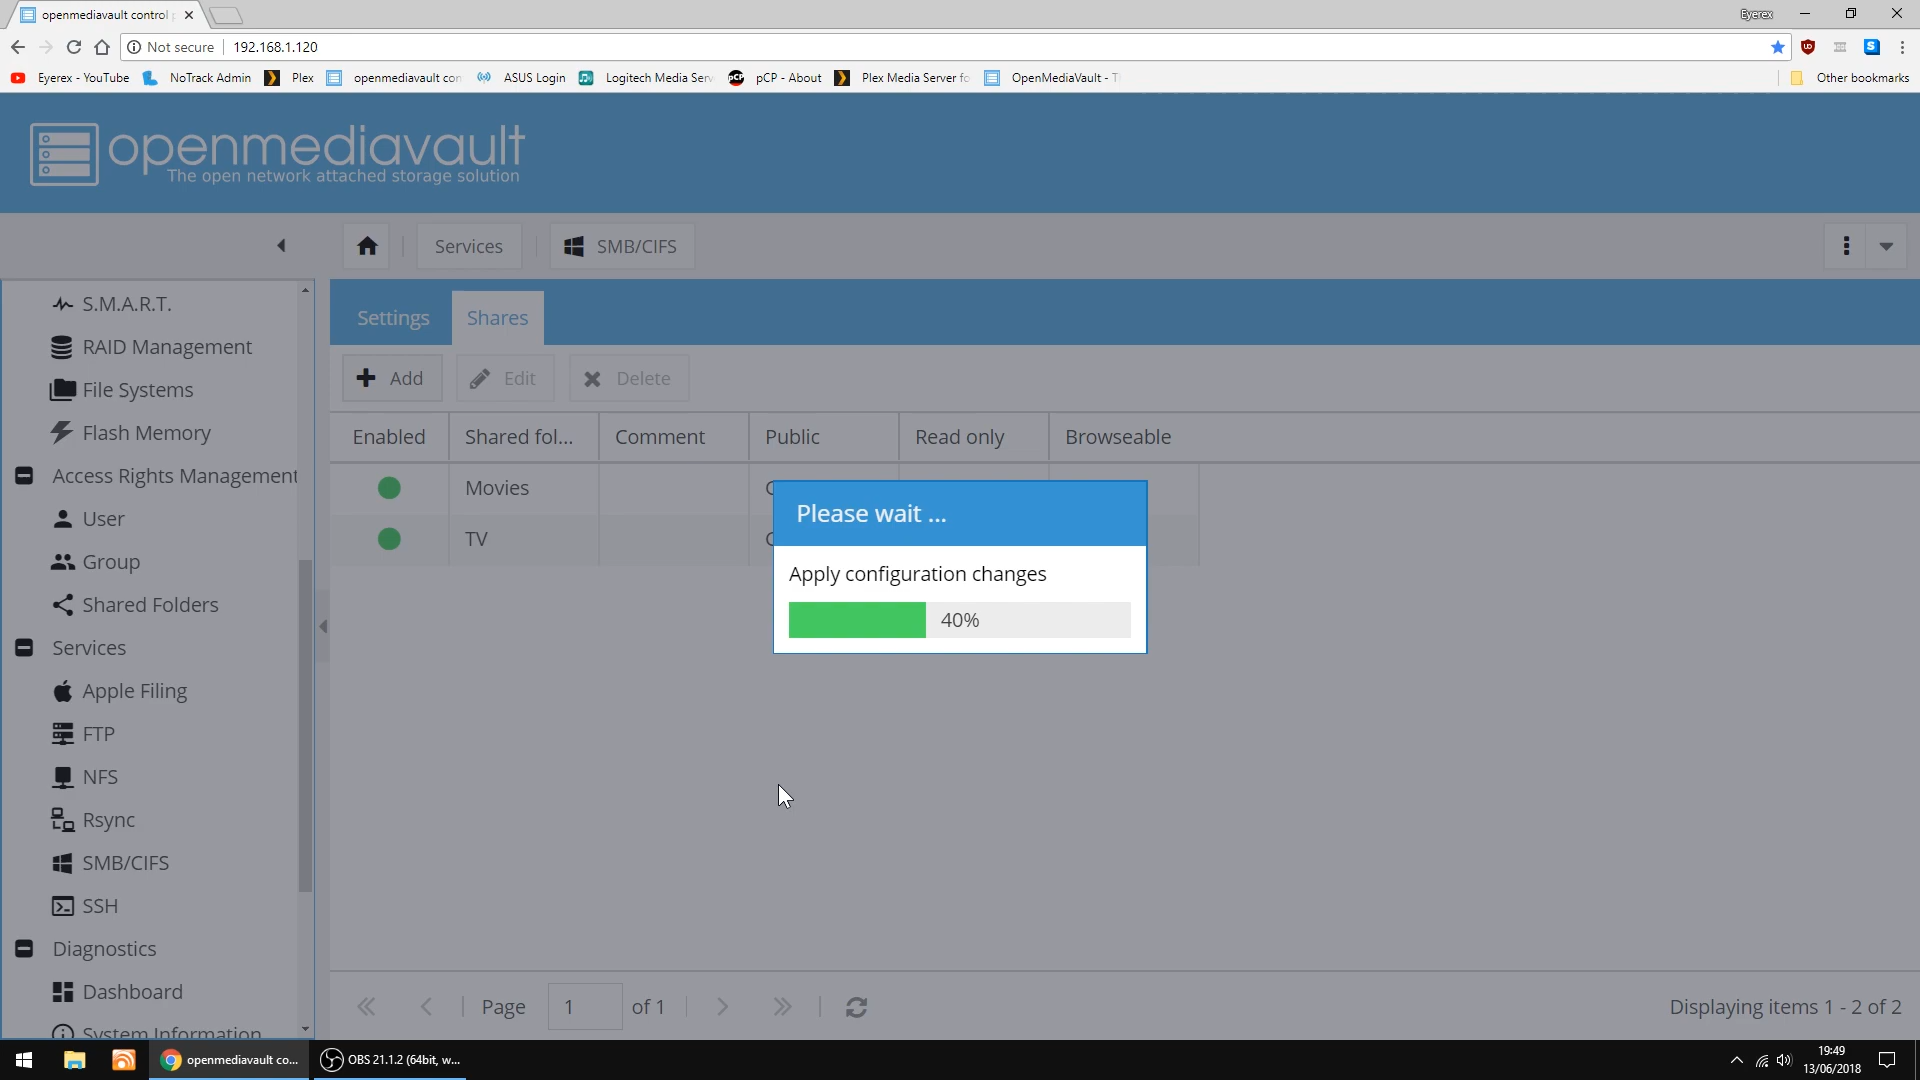 openmediavault control
Eyerex
Not secure
192.168.1.120
Eyerex - YouTube
NoTrack Admin
Plex
openmediavault con
ASUS Login
Logitech Media Serv
pCP - About
Plex Media Server fo
OpenMediaVault - T
Other bookmarks
openmediavault
The open network attached storage solution
Services
SMB/CIFS
S.M.A.R.T.
RAID Management
File Systems
Flash Memory
Access Rights Management
User
Group
Shared Folders
Services
Apple Filing
FTP
NFS
Rsync
SMB/CIFS
SSH
Diagnostics
Dashboard
System Information
Settings
Shares
Add
Edit
Delete
Enabled
Shared fol...
Comment
Public
Read only
Browseable
Movies
TV
Please wait ...
Apply configuration changes
40%
Page
1
of 1
Displaying items 1 - 2 of 2
openmediavault co...
OBS 21.1.2 (64bit, w...
19:49
13/06/2018